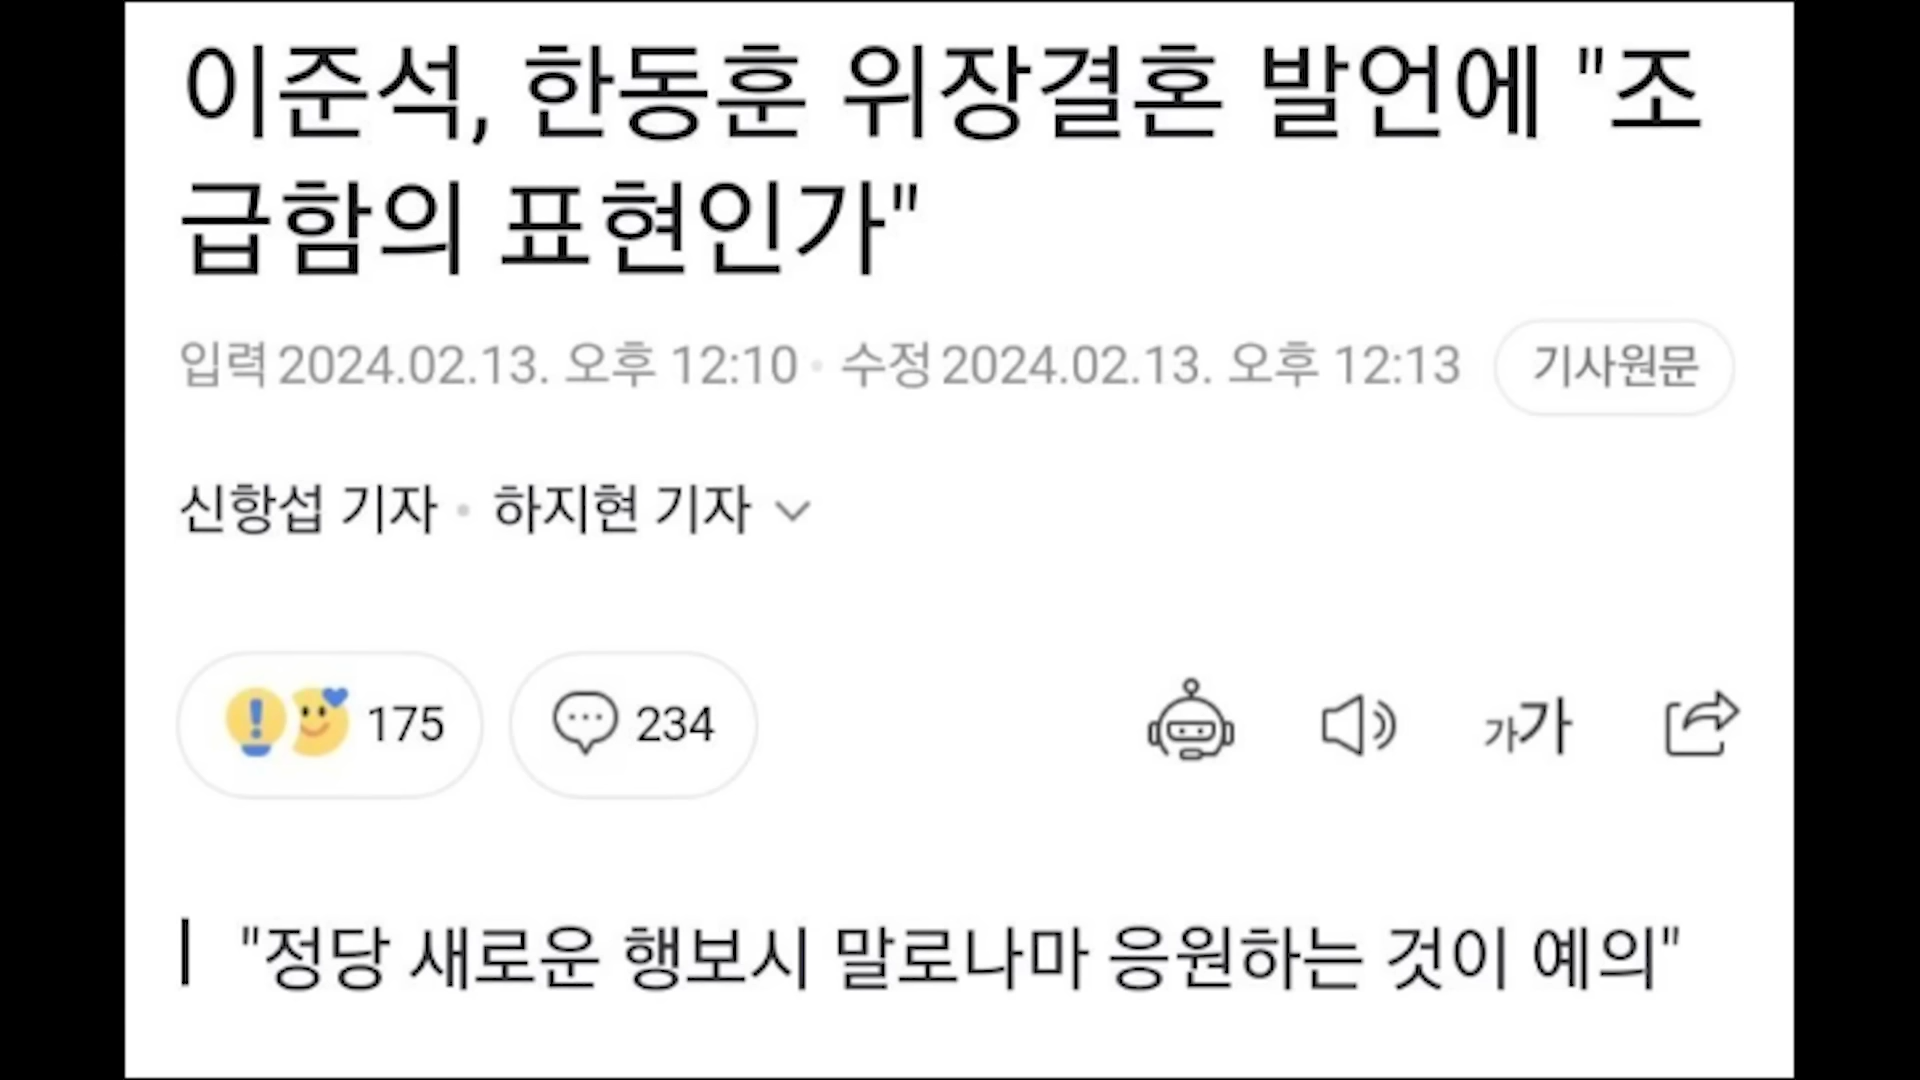 이준석, 한동훈 위장결혼 발언에 "조
급함의 표현인가"
입력 2024.02.13. 오후 12:10 · 수정 2024.02.13. 오후 12:13 기사원문
신항섭 기자 · 하지현 기자
175 234 가가
"정당 새로운 행보시 말로나마 응원하는 것이 예의"